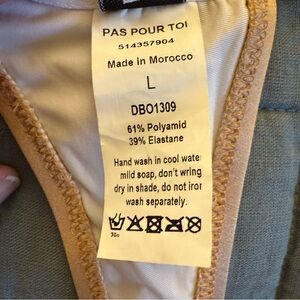 PAS POUR TOI
514357904
Made in Morocco
L
DBO1309
61% Polyamid
39% Elastane
Hand wash in cool wate
mild soap, don't wring
dry in shade, do not iron
wash separately.
30°